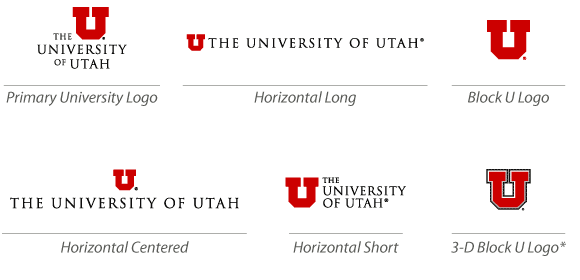 U
THE
UNIVERSITY
OF UTAH
Primary University Logo
U THE UNIVERSITY OF UTAH®
Horizontal Long
U®
Block U Logo
U®
THE UNIVERSITY OF UTAH
Horizontal Centered
U THE
UNIVERSITY
OF UTAH®
Horizontal Short
U®
3-D Block U Logo*